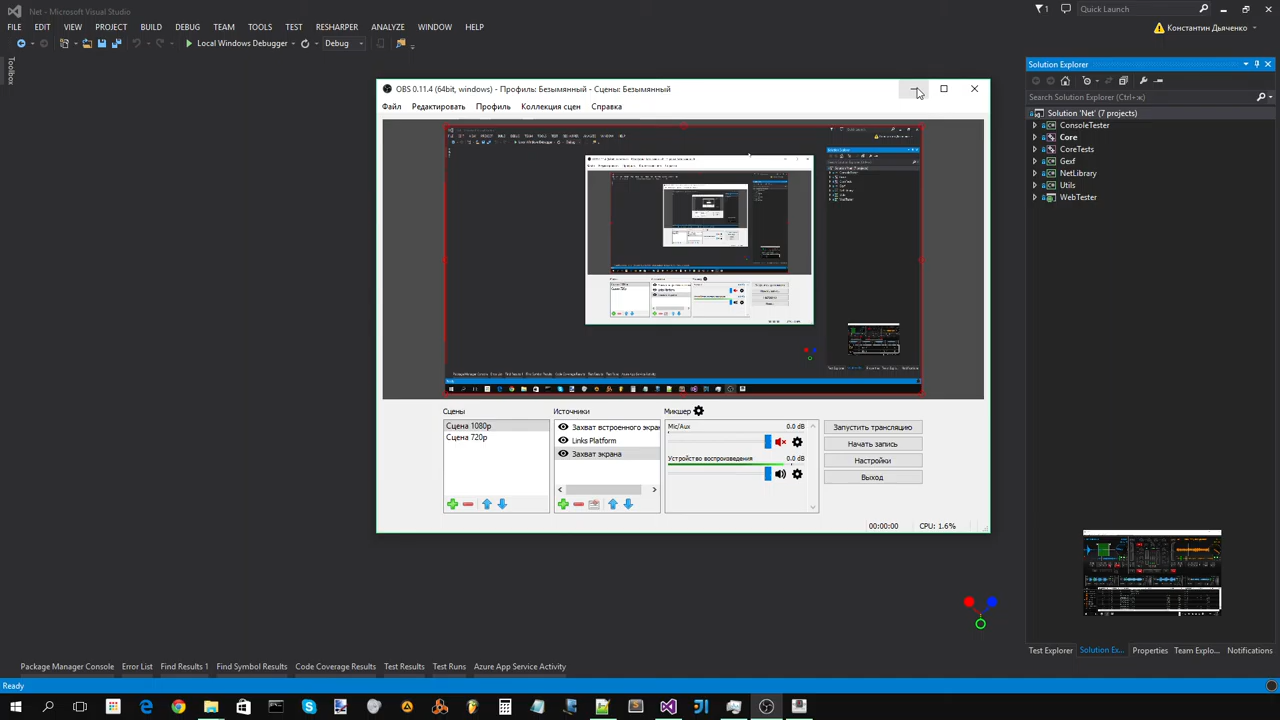 Net - Microsoft Visual Studio
1
Quick Launch (Ctrl+Q)
FILE EDIT VIEW PROJECT BUILD DEBUG TEAM TOOLS TEST RESHARPER ANALYZE WINDOW HELP
Константин Дьяченко
Local Windows Debugger Debug
Toolbox
Solution Explorer
Search Solution Explorer (Ctrl+ж)
Solution 'Net' (7 projects)
ConsoleTester
Core
CoreTests
Gexf
NetLibrary
Utils
WebTester
OBS 0.11.4 (64bit, windows) - Профиль: Безымянный - Сцены: Безымянный
Файл Редактировать Профиль Коллекция сцен Справка
Сцены
Сцена 1080p
Сцена 720p
Источники
Захват встроенного экра
Links Platform
Захват экрана
Микшер
Mic/Aux 0.0 dB
Устройство воспроизведения 0.0 dB
Запустить трансляцию
Начать запись
Настройки
Выход
00:00:00 CPU: 1.6%
Test Explorer Solution Ex... Properties Team Explo... Notifications
Package Manager Console Error List Find Results 1 Find Symbol Results Code Coverage Results Test Results Test Runs Azure App Service Activity
Ready